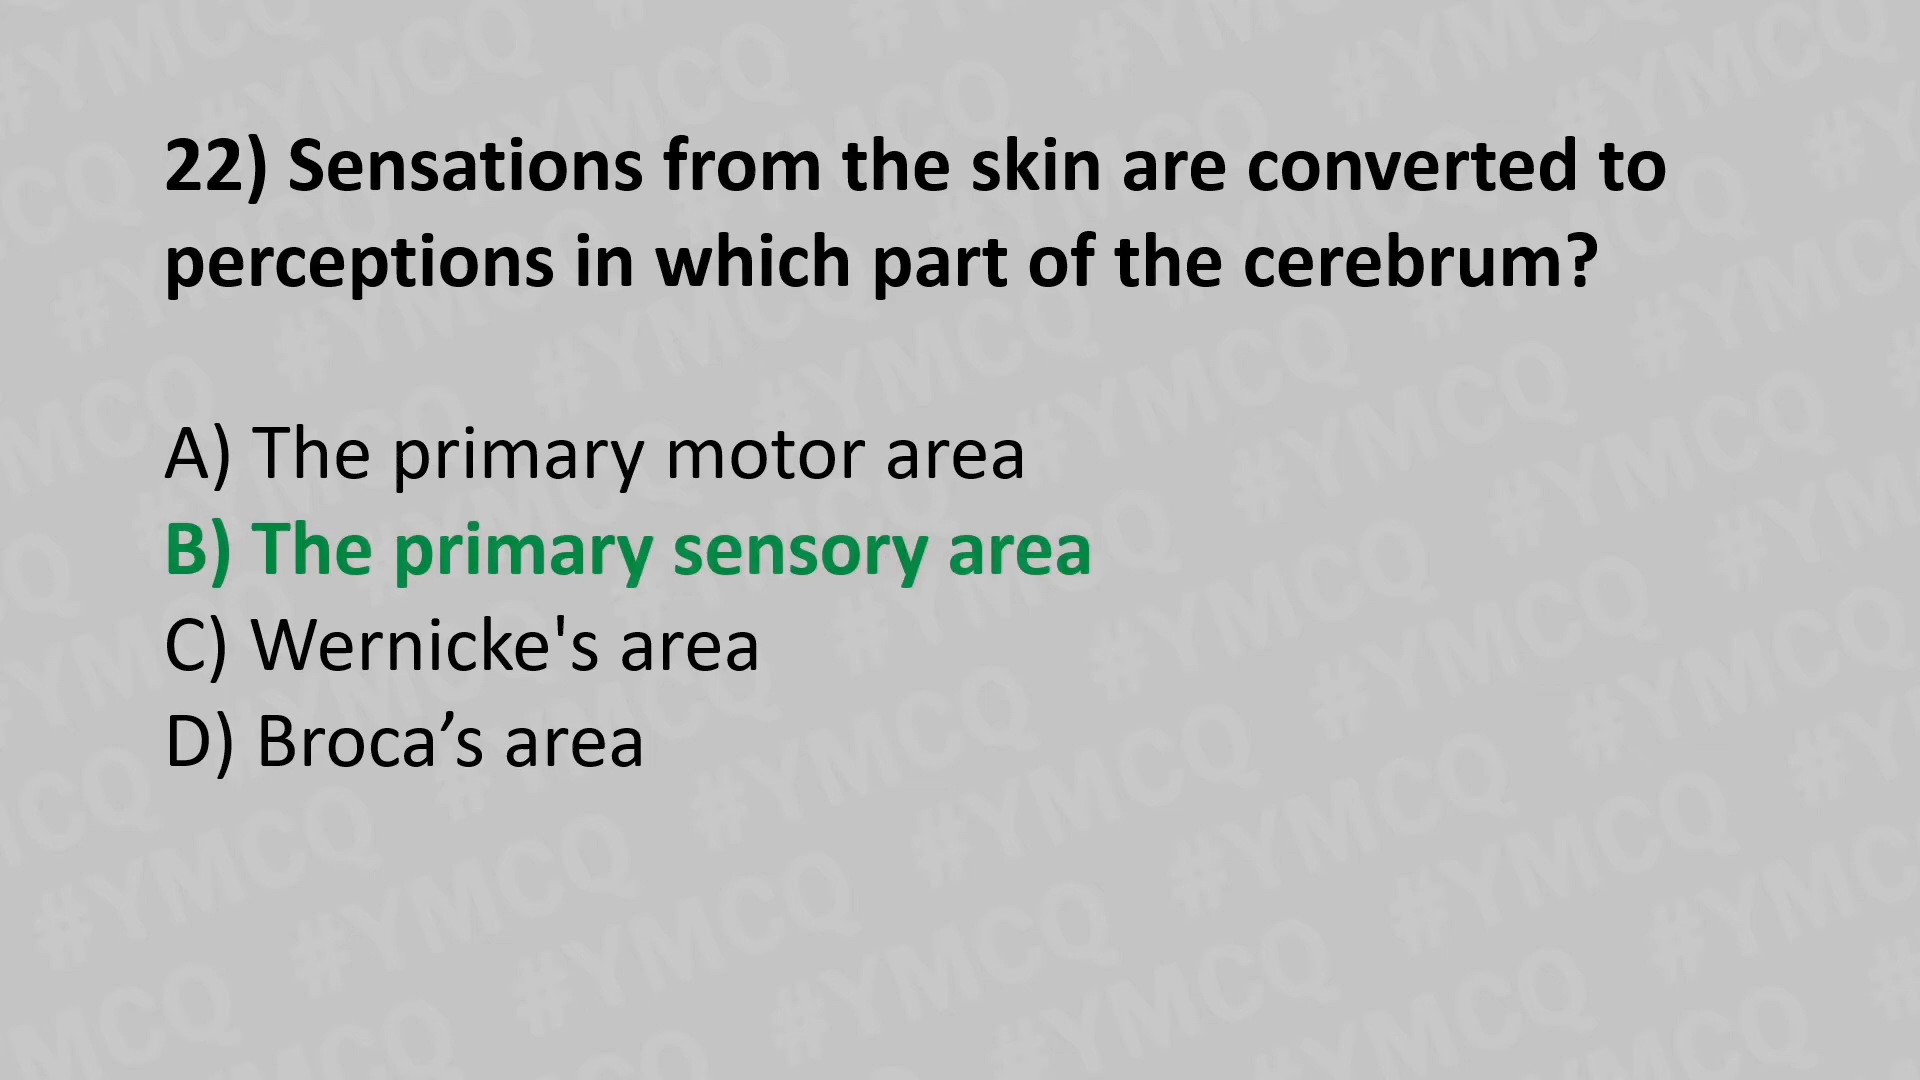 22) Sensations from the skin are converted to
perceptions in which part of the cerebrum?
A) The primary motor area
B) The primary sensory area
C) Wernicke's area
D) Broca’s area
#YMCQ